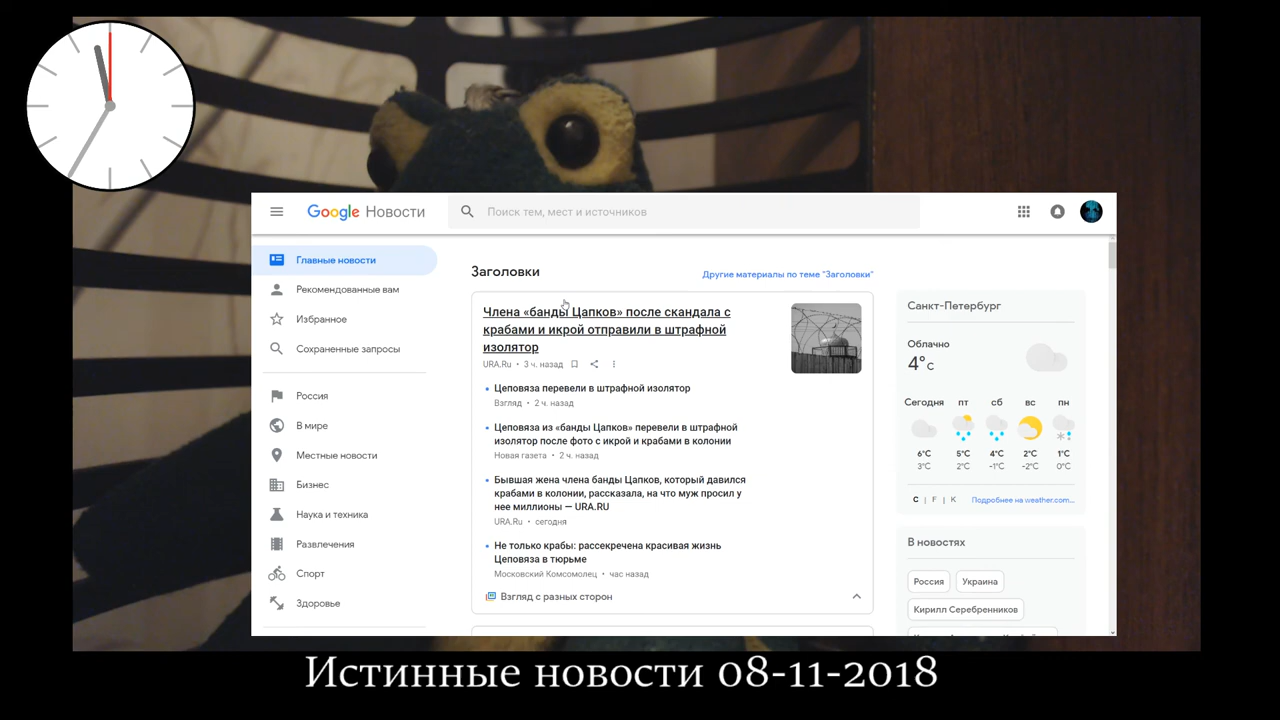 Google Новости
Поиск тем, мест и источников
Главные новости
Рекомендованные вам
Избранное
Сохраненные запросы
Россия
В мире
Местные новости
Бизнес
Наука и техника
Развлечения
Спорт
Здоровье
Заголовки
Другие материалы по теме "Заголовки"
Члена «банды Цапков» после скандала с
крабами и икрой отправили в штрафной
изолятор
URA.Ru • 3 ч. назад
Цеповяза перевели в штрафной изолятор
Взгляд • 2 ч. назад
Цеповяза из «банды Цапков» перевели в штрафной
изолятор после фото с икрой и крабами в колонии
Новая газета • 2 ч. назад
Бывшая жена члена банды Цапков, который давился
крабами в колонии, рассказала, на что муж просил у
нее миллионы — URA.RU
URA.Ru • сегодня
Не только крабы: рассекречена красивая жизнь
Цеповяза в тюрьме
Московский Комсомолец • час назад
Взгляд с разных сторон
Санкт-Петербург
Облачно
4°C
Сегодня пт сб вс пн
6°C 5°C 4°C 2°C 1°C
3°C 2°C -1°C -2°C 0°C
C | F | K Подробнее на weather.com...
В новостях
Россия Украина
Кирилл Серебренников
Истинные новости 08-11-2018